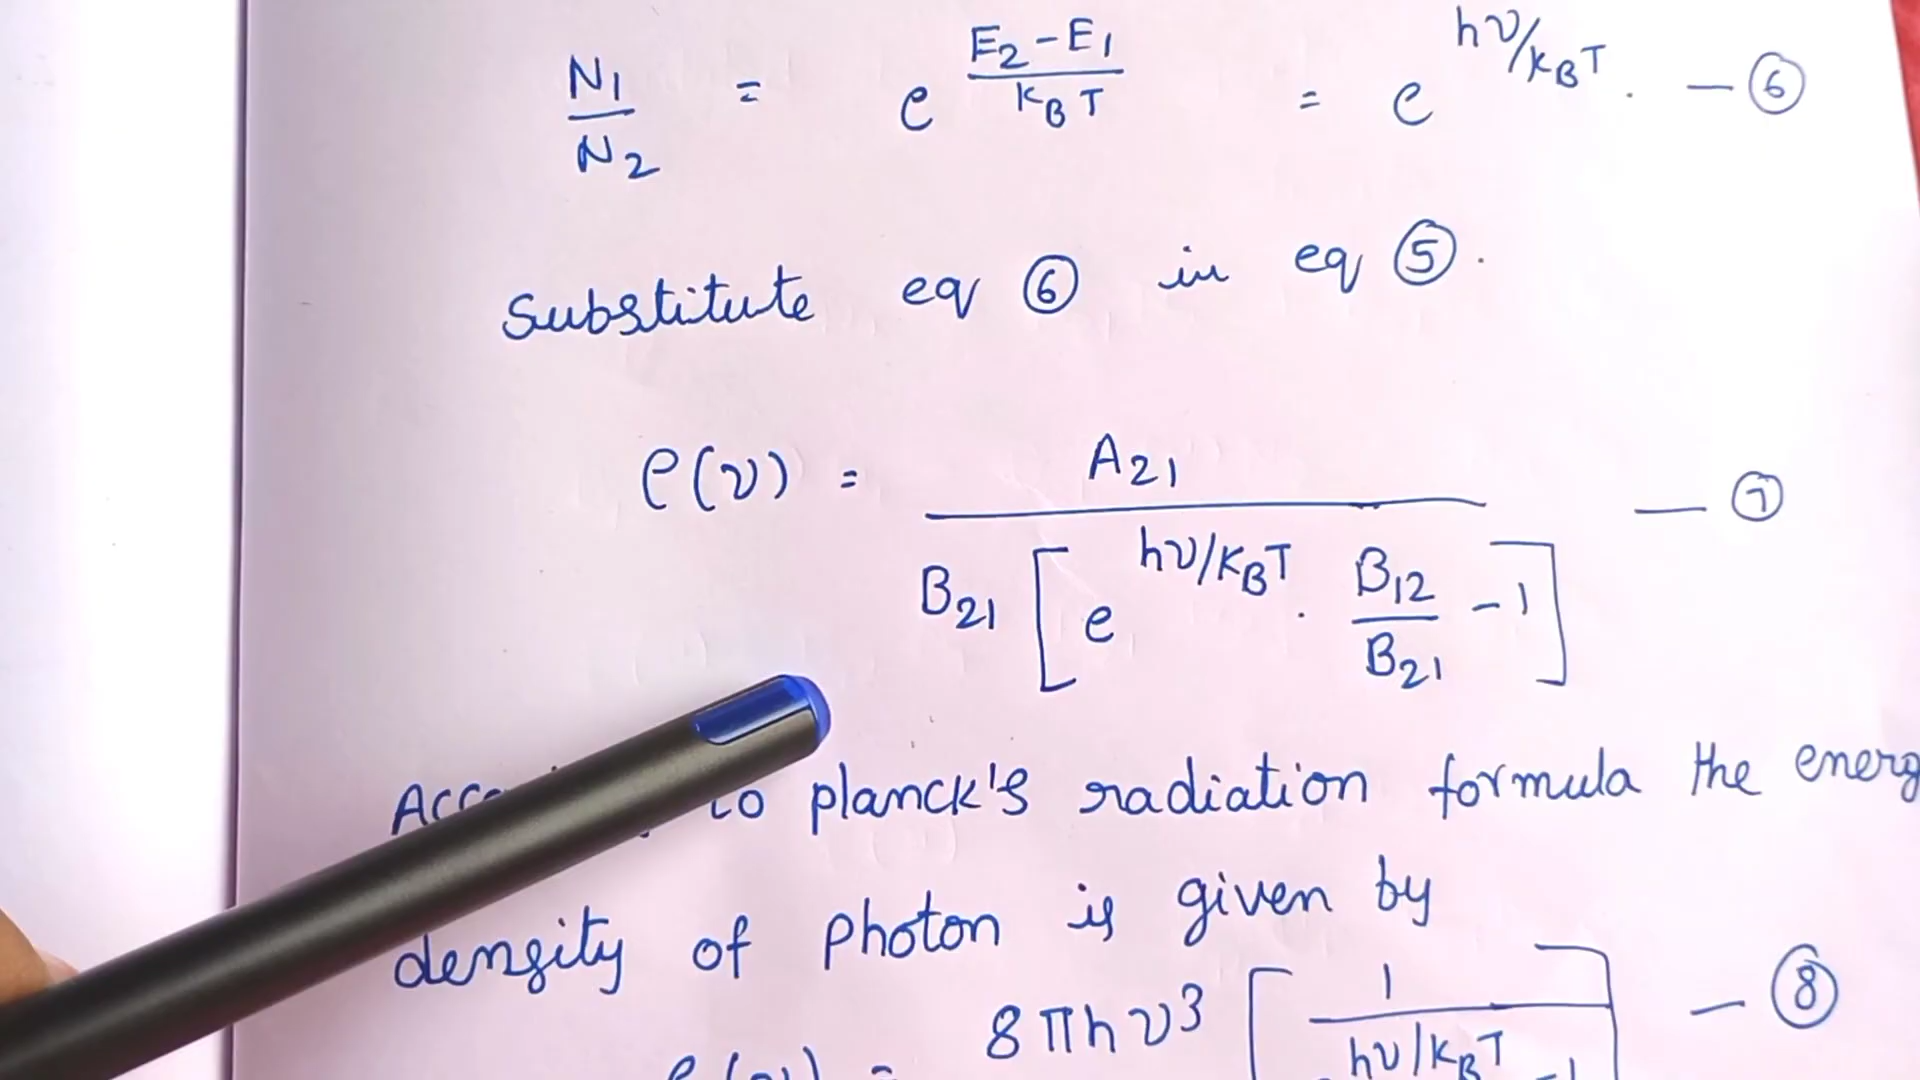 N1/N2 = e^(E2-E1/KBT) = e^(hν/KBT). — ⑥
Substitute eq ⑥ in eq ⑤.
ρ(ν) = A21 / B21 [e^(hν/KBT) · B12/B21 - 1] — ⑦
to planck's radiation formula the energ
density of photon is given by
8πhν³ [1 / hν/KBT -1] — ⑧